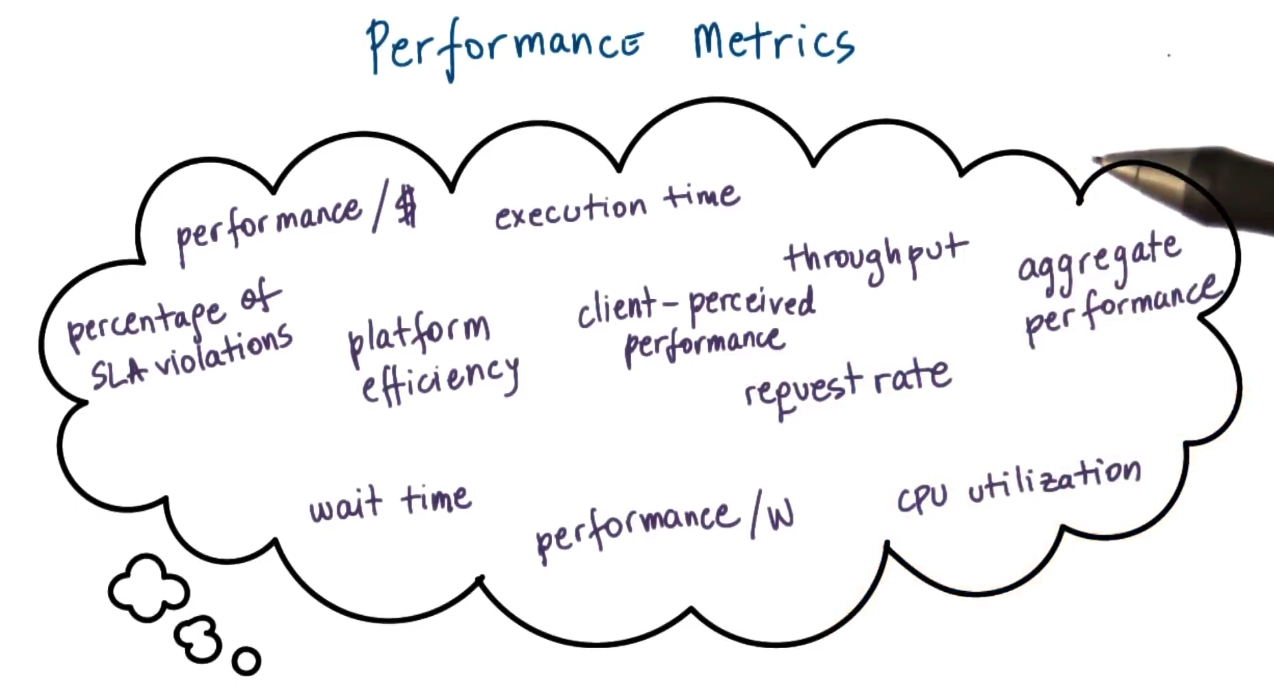 Performance Metrics
performance/$
execution time
throughput
aggregate
performance
percentage of
SLA violations
platform
efficiency
client-perceived
performance
request rate
wait time
performance/W
CPU utilization